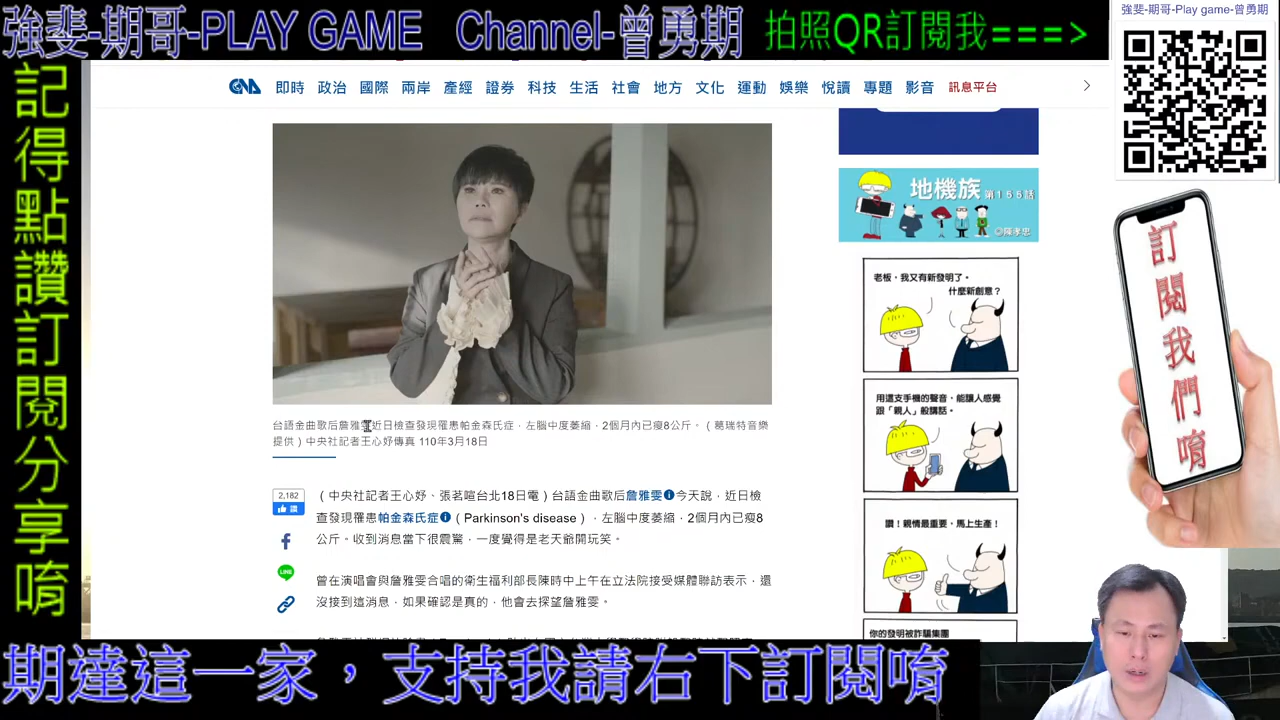 強斐-期哥-PLAY GAME Channel-曾勇期 拍照QR訂閱我===>
強斐-期哥-Play game-曾勇期
記得點讚訂閱分享唷
CNA 即時 政治 國際 兩岸 產經 證券 科技 生活 社會 地方 文化 運動 娛樂 悅讀 專題 影音 訊息平台
台語金曲歌后詹雅雯近日檢查發現罹患帕金森氏症,左腦中度萎縮,2個月內已瘦8公斤。(葛瑞特音樂
提供)中央社記者王心妤傳真 110年3月18日
2,182
讚
(中央社記者王心妤、張茗喧台北18日電)台語金曲歌后詹雅雯今天說,近日檢
查發現罹患帕金森氏症(Parkinson's disease),左腦中度萎縮,2個月內已瘦8
公斤。收到消息當下很震驚,一度覺得是老天爺開玩笑。
LINE
曾在演唱會與詹雅雯合唱的衛生福利部長陳時中上午在立法院接受媒體聯訪表示,還
沒接到這消息,如果確認是真的,他會去探望詹雅雯。
地機族 第155話
©陳孝忠
老板,我又有新發明了。
什麼新創意?
用這支手機的聲音,能讓人感覺
跟「親人」般講話。
讚!親情最重要,馬上生產!
你的發明被詐騙集團
訂閱我們唷
期達這一家,支持我請右下訂閱唷